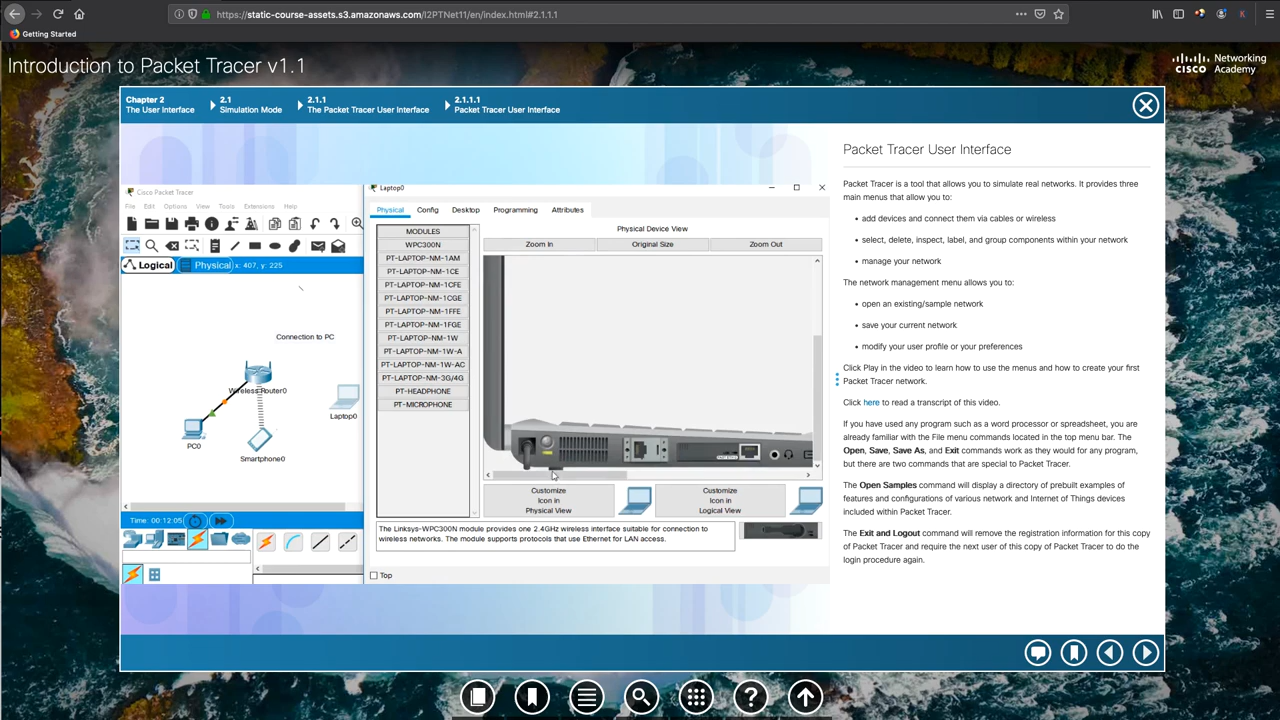 https://static-course-assets.s3.amazonaws.com/I2PTNet11/en/index.html#2.1.1.1
Getting Started
Introduction to Packet Tracer v1.1
Networking
CISCO Academy
Chapter 2
The User Interface
2.1
Simulation Mode
2.1.1
The Packet Tracer User Interface
2.1.1.1
Packet Tracer User Interface
Cisco Packet Tracer
File Edit Options View Tools Extensions Help
Logical
Physical x: 407, y: 225
Connection to PC
Wireless Router0
Laptop0
PC0
Smartphone0
Time: 00:12:05
Laptop0
Physical Config Desktop Programming Attributes
MODULES
WPC300N
PT-LAPTOP-NM-1AM
PT-LAPTOP-NM-1CE
PT-LAPTOP-NM-1CFE
PT-LAPTOP-NM-1CGE
PT-LAPTOP-NM-1FFE
PT-LAPTOP-NM-1FGE
PT-LAPTOP-NM-1W
PT-LAPTOP-NM-1W-A
PT-LAPTOP-NM-1W-AC
PT-LAPTOP-NM-3G/4G
PT-HEADPHONE
PT-MICROPHONE
Physical Device View
Zoom In Original Size Zoom Out
Customize
Icon in
Physical View
Customize
Icon in
Logical View
The Linksys-WPC300N module provides one 2.4GHz wireless interface suitable for connection to
wireless networks. The module supports protocols that use Ethernet for LAN access.
Top
Packet Tracer User Interface
Packet Tracer is a tool that allows you to simulate real networks. It provides three
main menus that allow you to:
• add devices and connect them via cables or wireless
• select, delete, inspect, label, and group components within your network
• manage your network
The network management menu allows you to:
• open an existing/sample network
• save your current network
• modify your user profile or your preferences
Click Play in the video to learn how to use the menus and how to create your first
Packet Tracer network.
Click here to read a transcript of this video.
If you have used any program such as a word processor or spreadsheet, you are
already familiar with the File menu commands located in the top menu bar. The
Open, Save, Save As, and Exit commands work as they would for any program,
but there are two commands that are special to Packet Tracer.
The Open Samples command will display a directory of prebuilt examples of
features and configurations of various network and Internet of Things devices
included within Packet Tracer.
The Exit and Logout command will remove the registration information for this copy
of Packet Tracer and require the next user of this copy of Packet Tracer to do the
login procedure again.